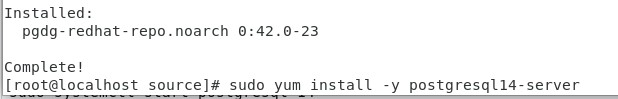 Installed:
  pgdg-redhat-repo.noarch 0:42.0-23

Complete!
[root@localhost source]# sudo yum install -y postgresql14-server